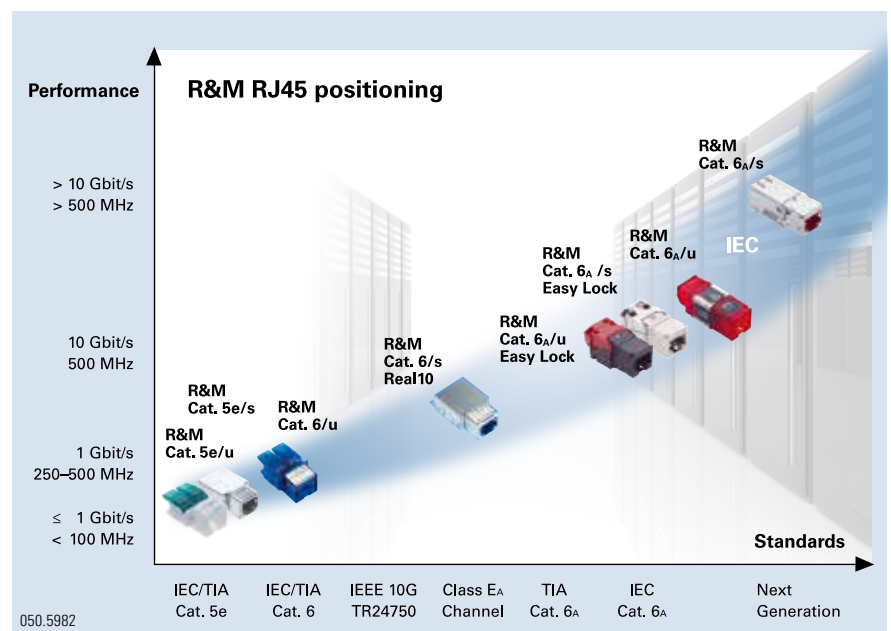 R&M RJ45 positioning
Performance
> 10 Gbit/s
> 500 MHz
10 Gbit/s
500 MHz
1 Gbit/s
250–500 MHz
≤ 1 Gbit/s
< 100 MHz
R&M
Cat. 5e/u
R&M
Cat. 5e/s
R&M
Cat. 6/u
R&M
Cat. 6/s
Real10
R&M
Cat. 6A/u
Easy Lock
R&M
Cat. 6A /s
Easy Lock
R&M
Cat. 6A/u
R&M
Cat. 6A/s
IEC
Standards
IEC/TIA
Cat. 5e
IEC/TIA
Cat. 6
IEEE 10G
TR24750
Class EA
Channel
TIA
Cat. 6A
IEC
Cat. 6A
Next
Generation
050.5982